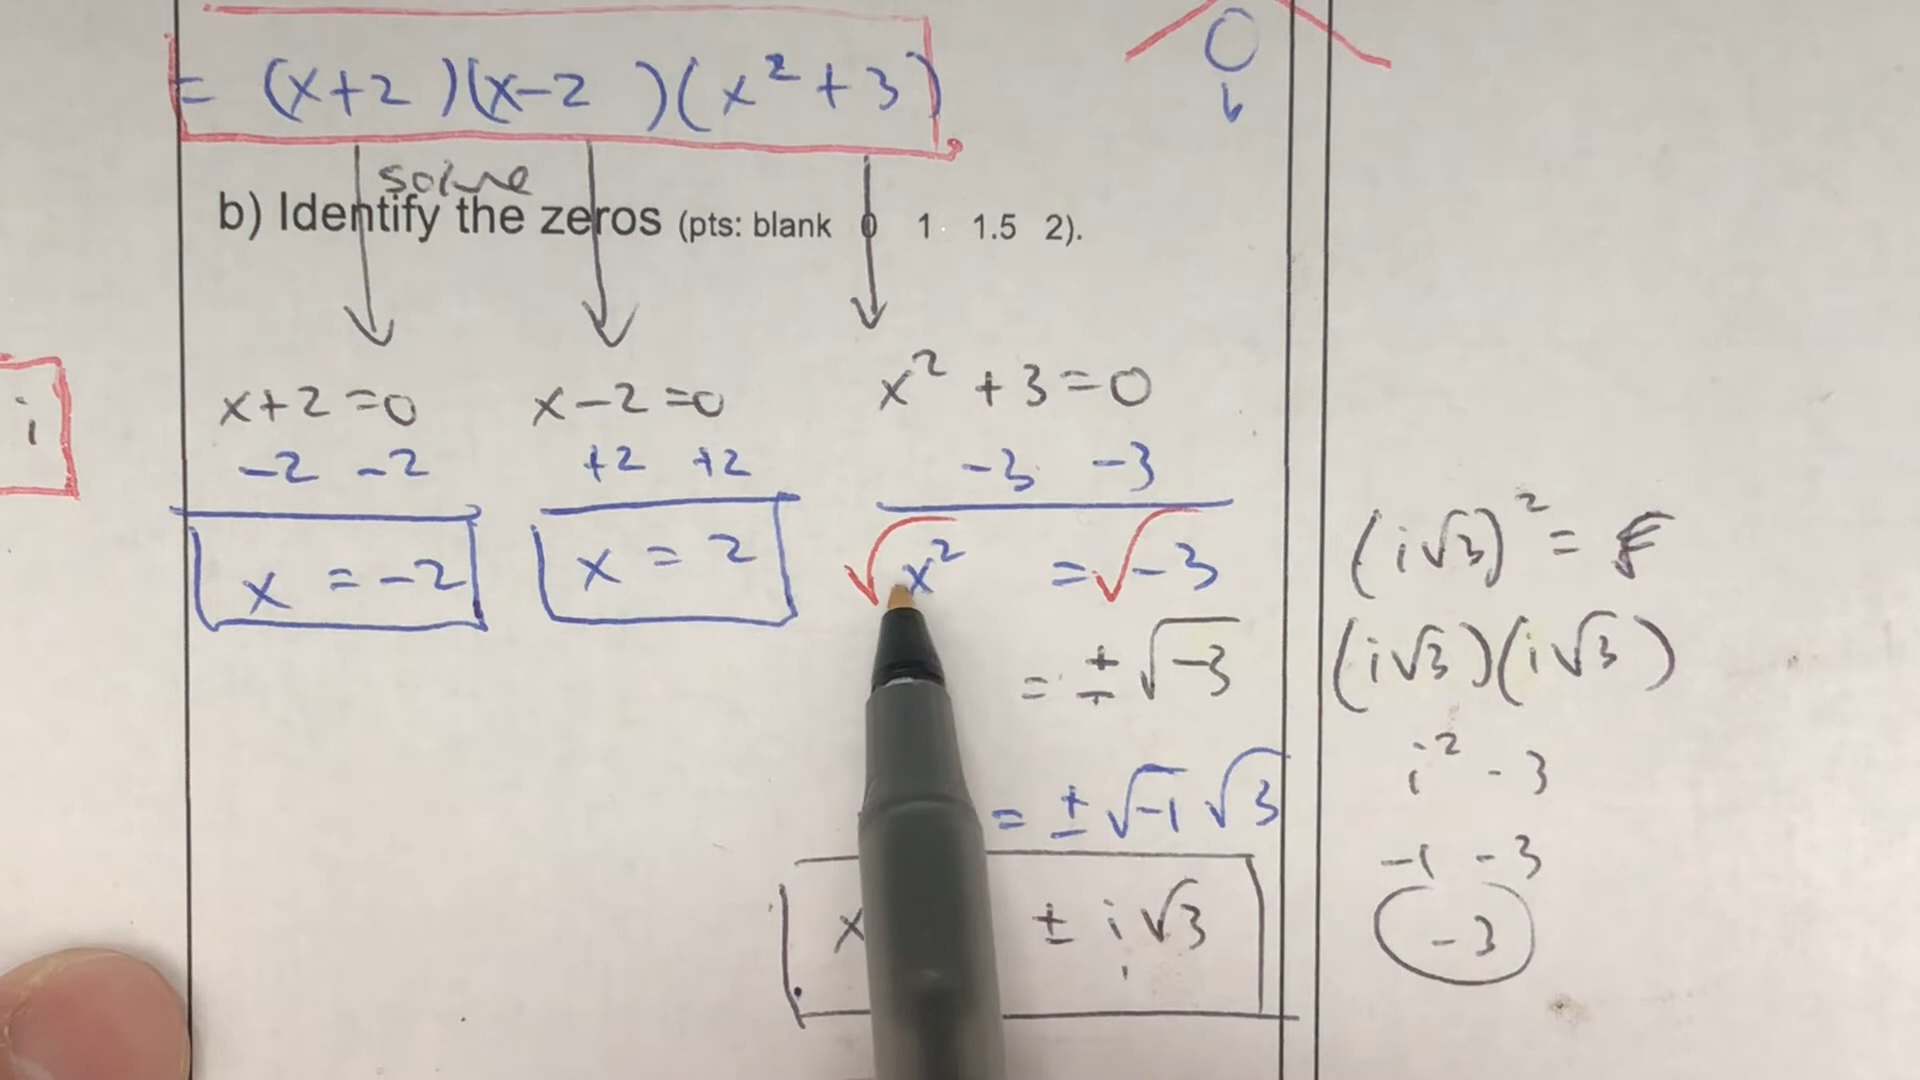 = (x+2)(x-2)(x²+3)
solve
b) Identify the zeros (pts: blank 0 1 1.5 2).
x+2=0
-2 -2
x = -2
x-2=0
+2 +2
x = 2
x² +3=0
-3 -3
√x² = √-3
= ± √-3
= ± √-1 √3
x ± i√3
i
(i√3)² =
(i√3)(i√3)
i² - 3
-1 - 3
-3